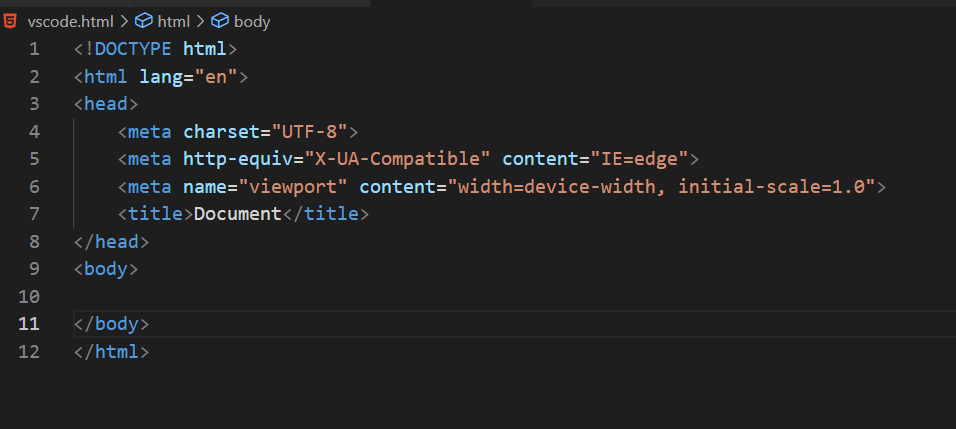 vscode.html > html > body
1 <!DOCTYPE html>
2 <html lang="en">
3 <head>
4     <meta charset="UTF-8">
5     <meta http-equiv="X-UA-Compatible" content="IE=edge">
6     <meta name="viewport" content="width=device-width, initial-scale=1.0">
7     <title>Document</title>
8 </head>
9 <body>
10
11 </body>
12 </html>